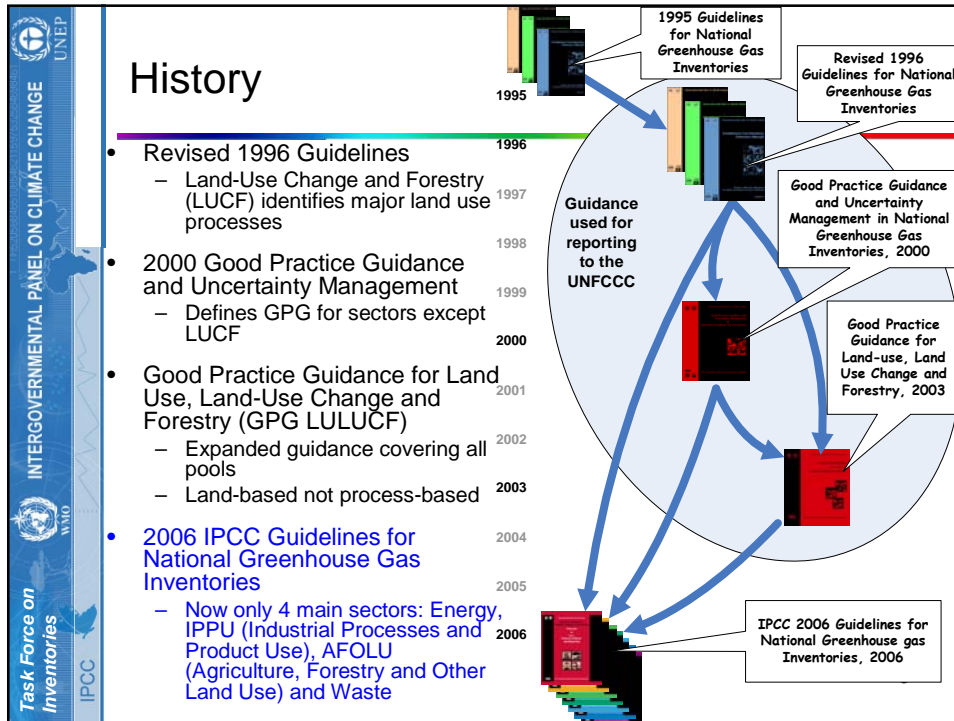 History
• Revised 1996 Guidelines
– Land-Use Change and Forestry
(LUCF) identifies major land use
processes
• 2000 Good Practice Guidance
and Uncertainty Management
– Defines GPG for sectors except
LUCF
• Good Practice Guidance for Land
Use, Land-Use Change and
Forestry (GPG LULUCF)
– Expanded guidance covering all
pools
– Land-based not process-based
• 2006 IPCC Guidelines for
National Greenhouse Gas
Inventories
– Now only 4 main sectors: Energy,
IPPU (Industrial Processes and
Product Use), AFOLU
(Agriculture, Forestry and Other
Land Use) and Waste
1995
1996
1997
1998
1999
2000
2001
2002
2003
2004
2005
2006
1995 Guidelines
for National
Greenhouse Gas
Inventories
Revised 1996
Guidelines for National
Greenhouse Gas
Inventories
Guidance
used for
reporting
to the
UNFCCC
Good Practice Guidance
and Uncertainty
Management in National
Greenhouse Gas
Inventories, 2000
Good Practice
Guidance for
Land-use, Land
Use Change and
Forestry, 2003
IPCC 2006 Guidelines for
National Greenhouse gas
Inventories, 2006
UNEP
INTERGOVERNMENTAL PANEL ON CLIMATE CHANGE
WMO
Task Force on
Inventories
IPCC